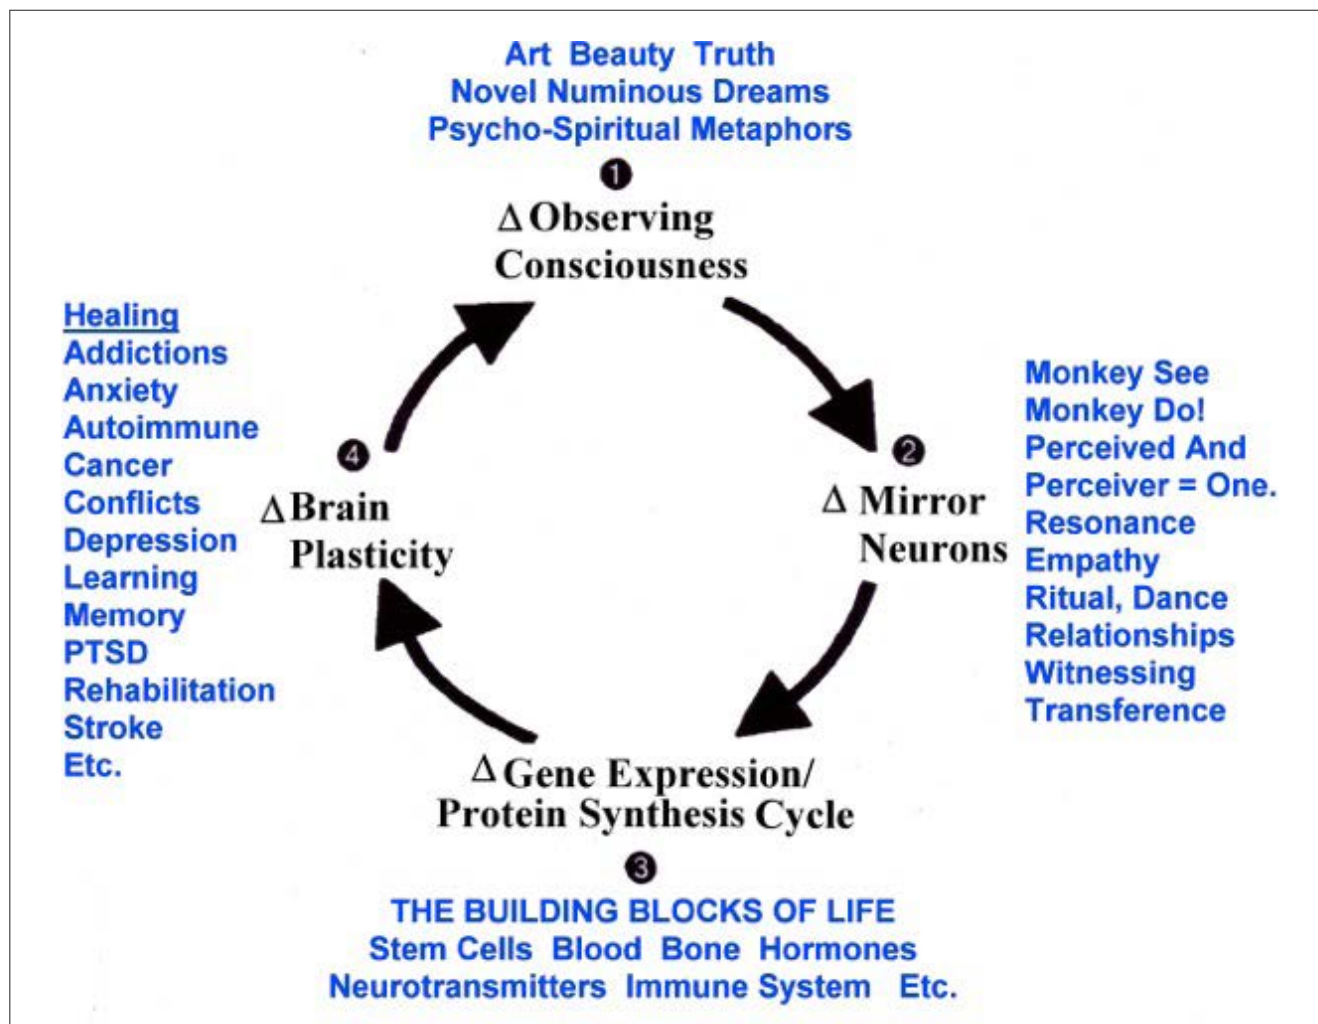 Art Beauty Truth
Novel Numinous Dreams
Psycho-Spiritual Metaphors
1
Δ Observing
Consciousness
Monkey See
Monkey Do!
Perceived And
Perceiver = One.
Resonance
Empathy
Ritual, Dance
Relationships
Witnessing
Transference
2
Δ Mirror
Neurons
Δ Gene Expression/
Protein Synthesis Cycle
3
THE BUILDING BLOCKS OF LIFE
Stem Cells Blood Bone Hormones
Neurotransmitters Immune System Etc.
4
Δ Brain
Plasticity
Healing
Addictions
Anxiety
Autoimmune
Cancer
Conflicts
Depression
Learning
Memory
PTSD
Rehabilitation
Stroke
Etc.